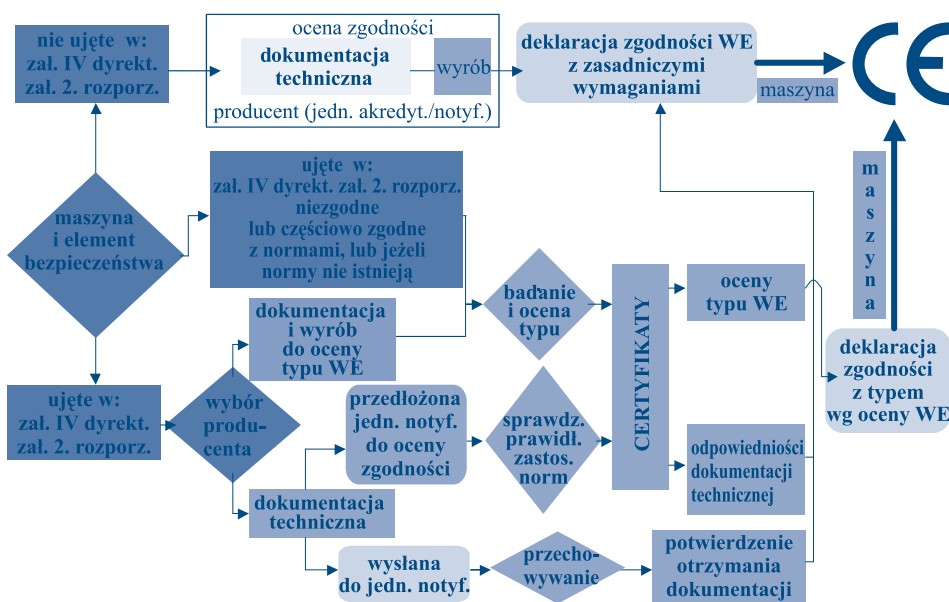 nie ujęte w:
zał. IV dyrekt.
zał. 2. rozporz.
ocena zgodności
dokumentacja
techniczna
wyrób
producent (jedn. akredyt./notyf.)
deklaracja zgodności WE
z zasadniczymi
wymaganiami
maszyna
CE
maszyna
i element
bezpieczeństwa
ujęte w:
zał. IV dyrekt. zał. 2. rozporz.
niezgodne
lub częściowo zgodne
z normami, lub jeżeli
normy nie istnieją
dokumentacja
i wyrób
do oceny
typu WE
badanie
i ocena
typu
CERTYFIKATY
oceny
typu WE
m
a
s
z
y
n
a
deklaracja
zgodności
z typem
wg oceny WE
ujęte w:
zał. IV dyrekt.
zał. 2. rozporz.
wybór
produ-
centa
przedłożona
jedn. notyf.
do oceny
zgodności
sprawdz.
prawidł.
zastos.
norm
odpowiedniości
dokumentacji
technicznej
dokumentacja
techniczna
wysłana
do jedn. notyf.
przecho-
wywanie
potwierdzenie
otrzymania
dokumentacji